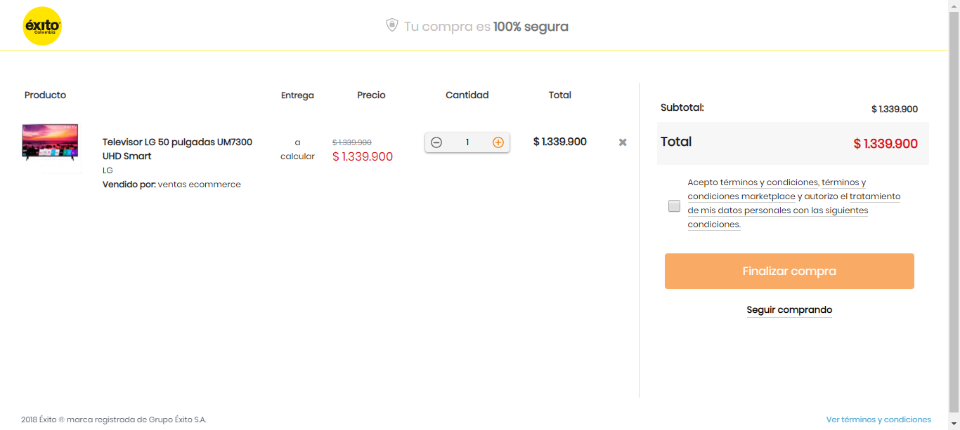 éxito
Colombia
Tu compra es 100% segura
Producto Entrega Precio Cantidad Total
Televisor LG 50 pulgadas UM7300
UHD Smart
LG
Vendido por: ventas ecommerce
a
calcular
$ 1.339.900
$ 1.339.900
1
$ 1.339.900
Subtotal: $ 1.339.900
Total $ 1.339.900
Acepto términos y condiciones, términos y
condiciones marketplace y autorizo el tratamiento
de mis datos personales con las siguientes
condiciones.
Finalizar compra
Seguir comprando
2018 Éxito ® marca registrada de Grupo Éxito S.A.
Ver términos y condiciones